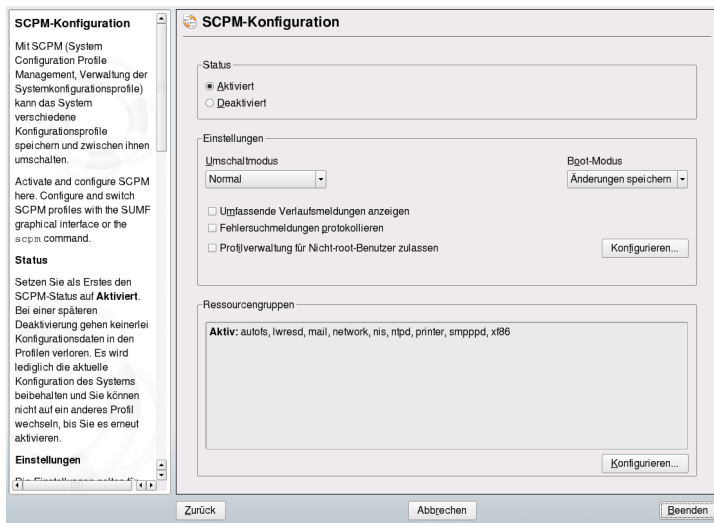 SCPM-Konfiguration
Mit SCPM (System
Configuration Profile
Management, Verwaltung der
Systemkonfigurationsprofile)
kann das System
verschiedene
Konfigurationsprofile
speichern und zwischen ihnen
umschalten.
Activate and configure SCPM
here. Configure and switch
SCPM profiles with the SUMF
graphical interface or the
scpm command.
Status
Setzen Sie als Erstes den
SCPM-Status auf Aktiviert.
Bei einer späteren
Deaktivierung gehen keinerlei
Konfigurationsdaten in den
Profilen verloren. Es wird
lediglich die aktuelle
Konfiguration des Systems
beibehalten und Sie können
nicht auf ein anderes Profil
wechseln, bis Sie es erneut
aktivieren.
Einstellungen
Die Einstellungen gelten für
SCPM-Konfiguration
Status
Aktiviert
Deaktiviert
Einstellungen
Umschaltmodus
Boot-Modus
Normal
Änderungen speichern
Umfassende Verlaufsmeldungen anzeigen
Fehlersuchmeldungen protokollieren
Profilverwaltung für Nicht-root-Benutzer zulassen
Konfigurieren...
Ressourcengruppen
Aktiv: autofs, lwresd, mail, network, nis, ntpd, printer, smpppd, xf86
Konfigurieren...
Zurück
Abbrechen
Beenden